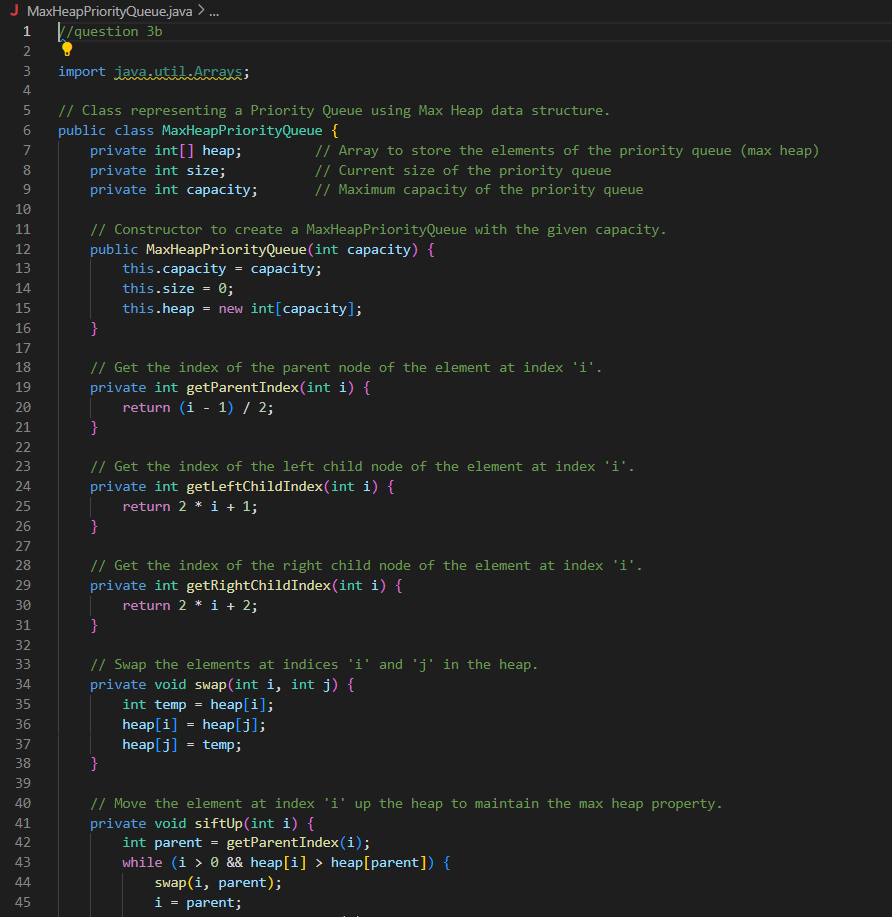 J MaxHeapPriorityQueue.java > ...
1 //question 3b
2
3 import java.util.Arrays;
4
5 // Class representing a Priority Queue using Max Heap data structure.
6 public class MaxHeapPriorityQueue {
7     private int[] heap;         // Array to store the elements of the priority queue (max heap)
8     private int size;           // Current size of the priority queue
9     private int capacity;       // Maximum capacity of the priority queue
10
11     // Constructor to create a MaxHeapPriorityQueue with the given capacity.
12     public MaxHeapPriorityQueue(int capacity) {
13         this.capacity = capacity;
14         this.size = 0;
15         this.heap = new int[capacity];
16     }
17
18     // Get the index of the parent node of the element at index 'i'.
19     private int getParentIndex(int i) {
20         return (i - 1) / 2;
21     }
22
23     // Get the index of the left child node of the element at index 'i'.
24     private int getLeftChildIndex(int i) {
25         return 2 * i + 1;
26     }
27
28     // Get the index of the right child node of the element at index 'i'.
29     private int getRightChildIndex(int i) {
30         return 2 * i + 2;
31     }
32
33     // Swap the elements at indices 'i' and 'j' in the heap.
34     private void swap(int i, int j) {
35         int temp = heap[i];
36         heap[i] = heap[j];
37         heap[j] = temp;
38     }
39
40     // Move the element at index 'i' up the heap to maintain the max heap property.
41     private void siftUp(int i) {
42         int parent = getParentIndex(i);
43         while (i > 0 && heap[i] > heap[parent]) {
44             swap(i, parent);
45             i = parent;